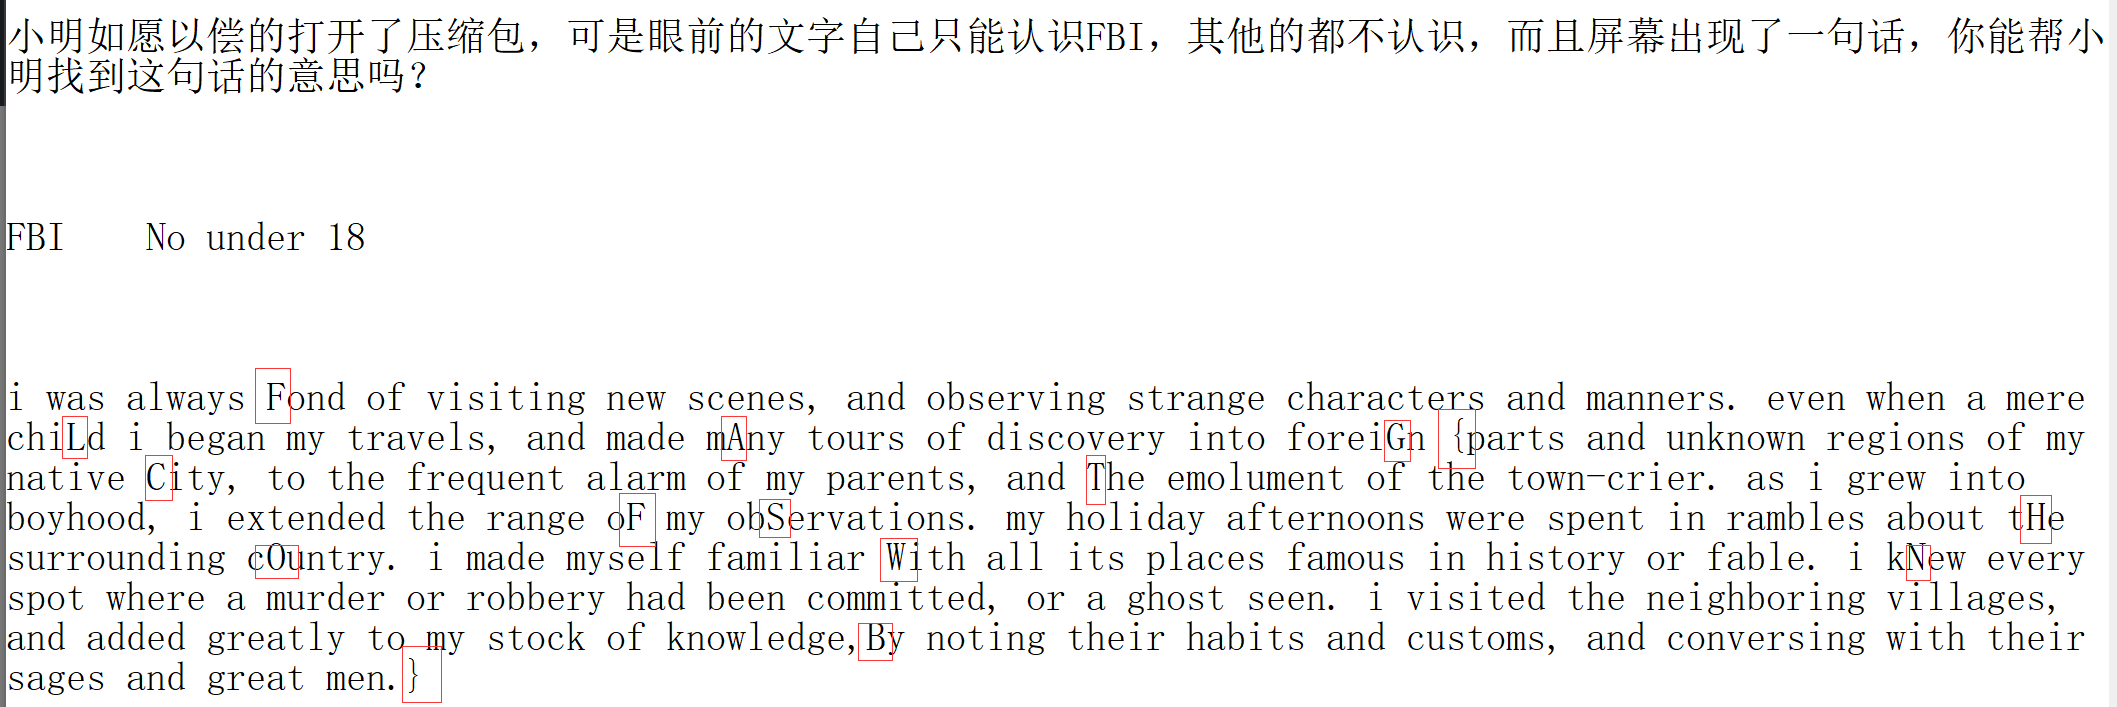 小明如愿以偿的打开了压缩包，可是眼前的文字自己只能认识FBI，其他的都不认识，而且屏幕出现了一句话，你能帮小
明找到这句话的意思吗？
FBI    No under 18
i was always Fond of visiting new scenes, and observing strange characters and manners. even when a mere
chiLd i began my travels, and made mAny tours of discovery into foreiGn {parts and unknown regions of my
native City, to the frequent alarm of my parents, and The emolument of the town-crier. as i grew into
boyhood, i extended the range oF my obServations. my holiday afternoons were spent in rambles about tHe
surrounding cOuntry. i made myself familiar With all its places famous in history or fable. i kNew every
spot where a murder or robbery had been committed, or a ghost seen. i visited the neighboring villages,
and added greatly to my stock of knowledge,By noting their habits and customs, and conversing with their
sages and great men.}